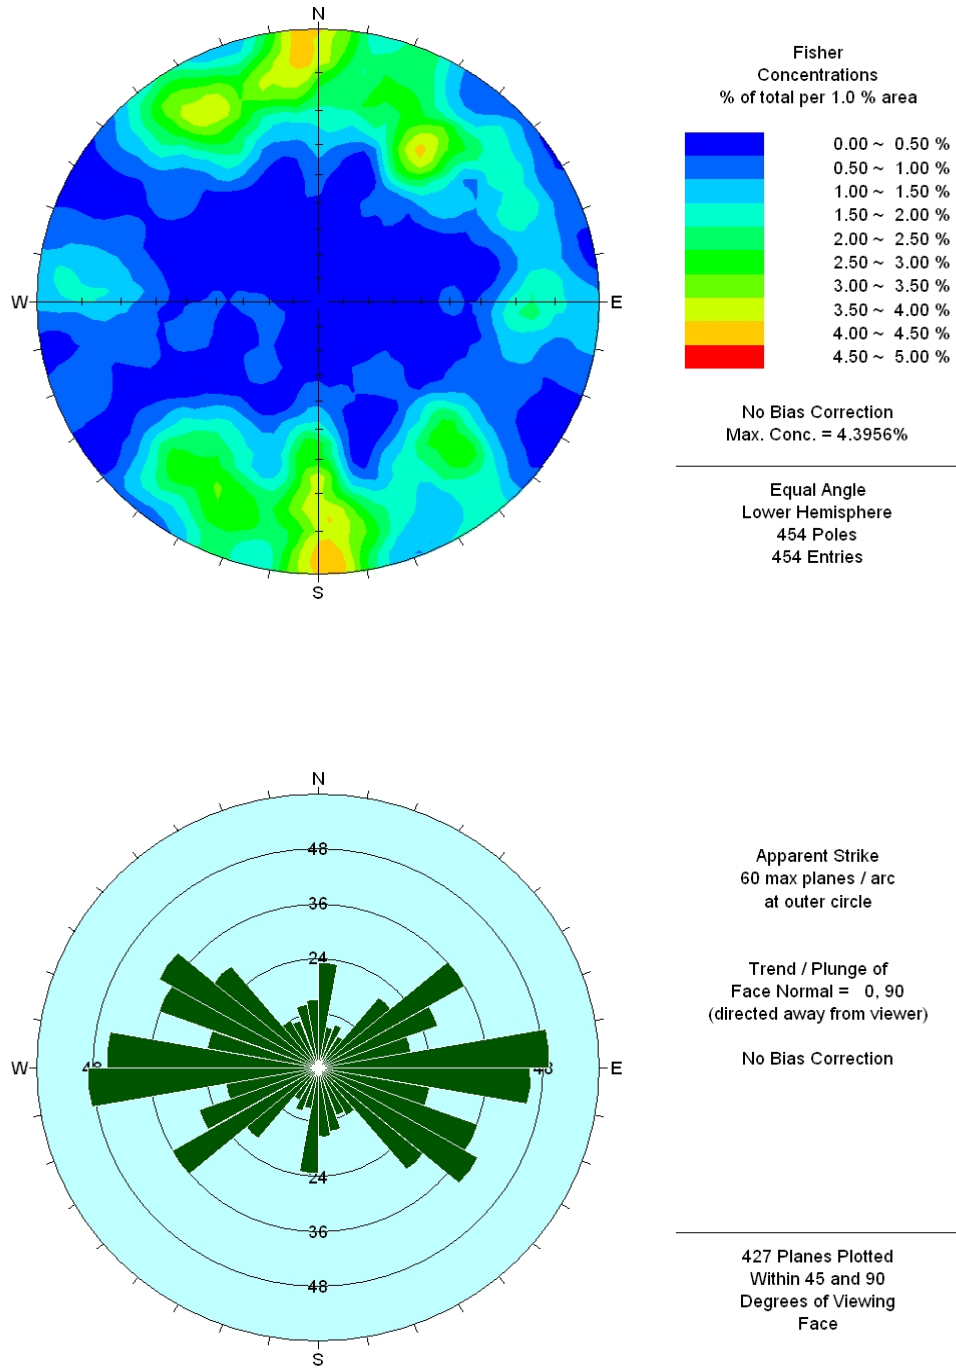 N
W
E
S
Fisher
Concentrations
% of total per 1.0 % area
0.00 ~ 0.50 %
0.50 ~ 1.00 %
1.00 ~ 1.50 %
1.50 ~ 2.00 %
2.00 ~ 2.50 %
2.50 ~ 3.00 %
3.00 ~ 3.50 %
3.50 ~ 4.00 %
4.00 ~ 4.50 %
4.50 ~ 5.00 %
No Bias Correction
Max. Conc. = 4.3956%
Equal Angle
Lower Hemisphere
454 Poles
454 Entries
N
48
36
24
W
48
48
E
24
36
48
S
Apparent Strike
60 max planes / arc
at outer circle
Trend / Plunge of
Face Normal = 0, 90
(directed away from viewer)
No Bias Correction
427 Planes Plotted
Within 45 and 90
Degrees of Viewing
Face